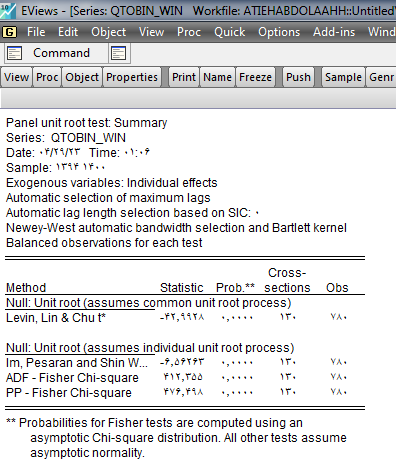 EViews - [Series: QTOBIN_WIN Workfile: ATIEHABDOLAAHH::Untitled
G File Edit Object View Proc Quick Options Add-ins Wind
Command
View Proc Object Properties Print Name Freeze Push Sample Genr
Panel unit root test: Summary
Series: QTOBIN_WIN
Date: ۰۴/۲۹/۲۳ Time: ۰۱:۰۶
Sample: ۱۳۹۴ ۱۴۰۰
Exogenous variables: Individual effects
Automatic selection of maximum lags
Automatic lag length selection based on SIC: ۰
Newey-West automatic bandwidth selection and Bartlett kernel
Balanced observations for each test
Cross-
Method Statistic Prob.** sections Obs
Null: Unit root (assumes common unit root process)
Levin, Lin & Chu t* -۴۲,۹۹۲۸ ۰,۰۰۰۰ ۱۳۰ ۷۸۰
Null: Unit root (assumes individual unit root process)
Im, Pesaran and Shin W... -۶,۵۶۲۶۳ ۰,۰۰۰۰ ۱۳۰ ۷۸۰
ADF - Fisher Chi-square ۴۱۲,۳۵۵ ۰,۰۰۰۰ ۱۳۰ ۷۸۰
PP - Fisher Chi-square ۴۷۶,۴۹۸ ۰,۰۰۰۰ ۱۳۰ ۷۸۰
** Probabilities for Fisher tests are computed using an
asymptotic Chi-square distribution. All other tests assume
asymptotic normality.